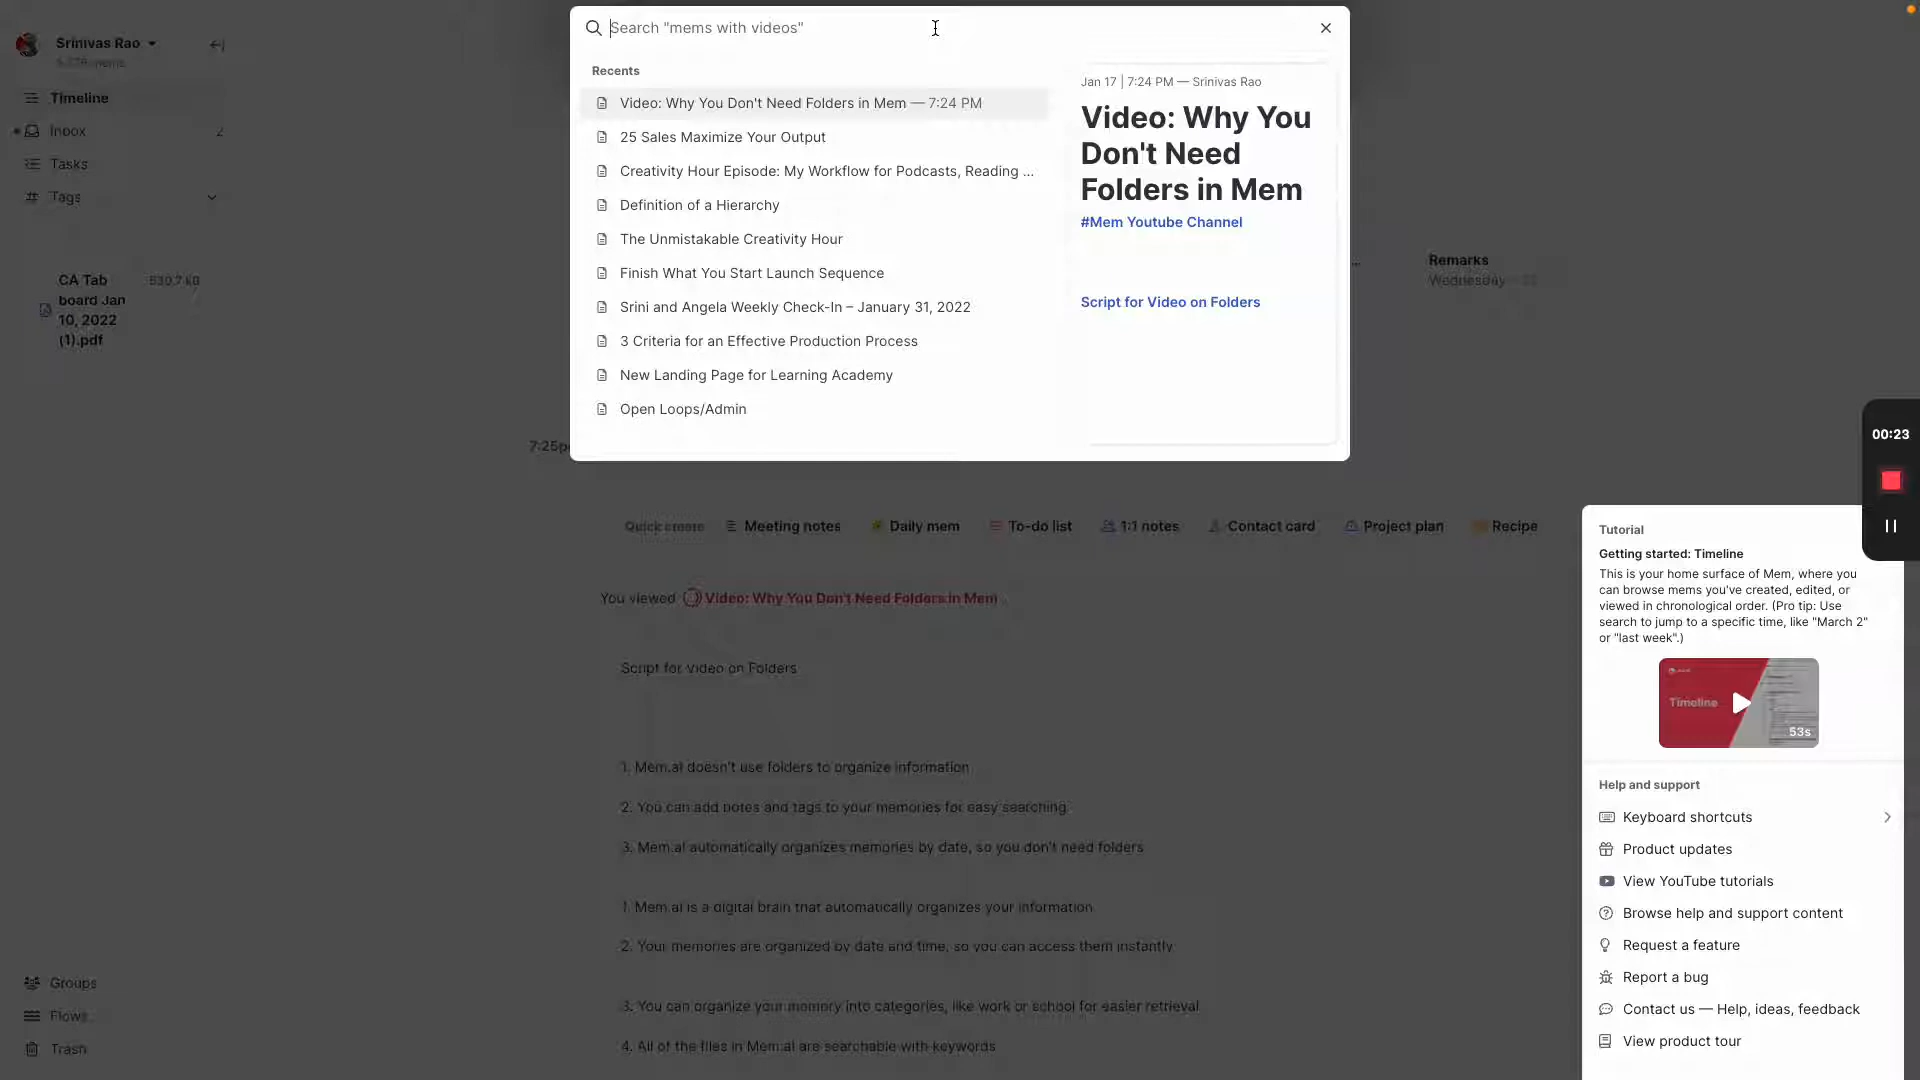 Srinivas Rao
Timeline
Inbox 2
Tasks
Tags
CA Tab
board Jan
10, 2022
(1).pdf
530.7 kB
Search "mems with videos"
Recents
Video: Why You Don't Need Folders in Mem — 7:24 PM
25 Sales Maximize Your Output
Creativity Hour Episode: My Workflow for Podcasts, Reading ...
Definition of a Hierarchy
The Unmistakable Creativity Hour
Finish What You Start Launch Sequence
Srini and Angela Weekly Check-In – January 31, 2022
3 Criteria for an Effective Production Process
New Landing Page for Learning Academy
Open Loops/Admin
Jan 17 | 7:24 PM — Srinivas Rao
Video: Why You
Don't Need
Folders in Mem
#Mem Youtube Channel
Script for Video on Folders
Remarks
Wednesday
7:25p
Quick create Meeting notes Daily mem To-do list 1:1 notes Contact card Project plan Recipe
You viewed Video: Why You Don't Need Folders in Mem
Script for Video on Folders
1. Mem.ai doesn't use folders to organize information
2. You can add notes and tags to your memories for easy searching
3. Mem.ai automatically organizes memories by date, so you don't need folders
1. Mem.ai is a digital brain that automatically organizes your information
2. Your memories are organized by date and time, so you can access them instantly
3. You can organize your memory into categories, like work or school for easier retrieval
4. All of the files in Mem.ai are searchable with keywords
Groups
Flows
Trash
00:23
Tutorial
Getting started: Timeline
This is your home surface of Mem, where you
can browse mems you've created, edited, or
viewed in chronological order. (Pro tip: Use
search to jump to a specific time, like "March 2"
or "last week".)
Timeline
53s
Help and support
Keyboard shortcuts
Product updates
View YouTube tutorials
Browse help and support content
Request a feature
Report a bug
Contact us — Help, ideas, feedback
View product tour